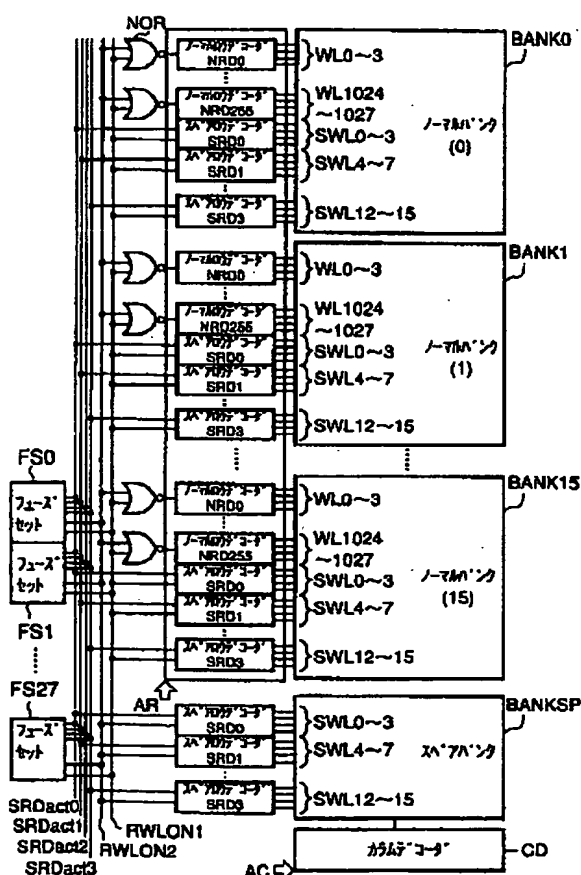 NOR
ノーマルロウデコーダ
NRD0
WL0~3
BANK0
ノーマルロウデコーダ
NRD255
WL1024
~1027
スペアロウデコーダ
SRD0
SWL0~3
スペアロウデコーダ
SRD1
SWL4~7
スペアロウデコーダ
SRD3
SWL12~15
ノーマルバンク
(0)
ノーマルロウデコーダ
NRD0
WL0~3
BANK1
ノーマルロウデコーダ
NRD255
WL1024
~1027
スペアロウデコーダ
SRD0
SWL0~3
スペアロウデコーダ
SRD1
SWL4~7
スペアロウデコーダ
SRD3
SWL12~15
ノーマルバンク
(1)
FS0
フューズ
セット
フューズ
セット
FS1
FS27
フューズ
セット
ノーマルロウデコーダ
NRD0
WL0~3
BANK15
ノーマルロウデコーダ
NRD255
WL1024
~1027
スペアロウデコーダ
SRD0
SWL0~3
スペアロウデコーダ
SRD1
SWL4~7
スペアロウデコーダ
SRD3
SWL12~15
ノーマルバンク
(15)
AR
スペアロウデコーダ
SRD0
SWL0~3
スペアロウデコーダ
SRD1
SWL4~7
スペアロウデコーダ
SRD3
SWL12~15
BANKSP
スペアバンク
SRDact0
SRDact1
SRDact2
SRDact3
RWLON1
RWLON2
AC
カラムデコーダ
CD